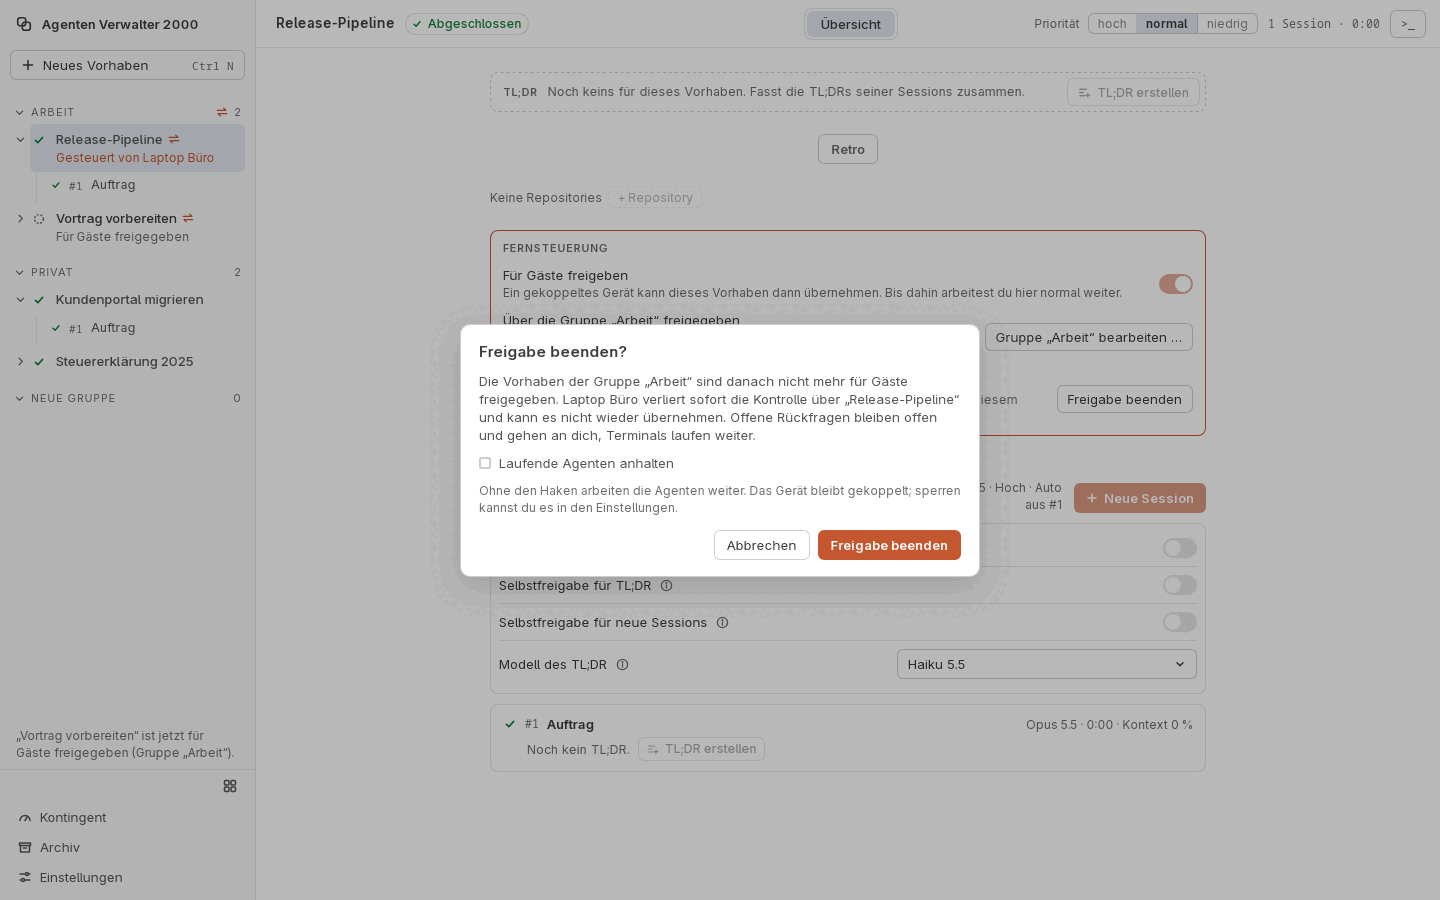 Agenten Verwalter 2000
Neues Vorhaben Ctrl N
ARBEIT 2
Release-Pipeline
Gesteuert von Laptop Büro
#1 Auftrag
Vortrag vorbereiten
Für Gäste freigegeben
PRIVAT 2
Kundenportal migrieren
#1 Auftrag
Steuererklärung 2025
NEUE GRUPPE 0
„Vortrag vorbereiten“ ist jetzt für
Gäste freigegeben (Gruppe „Arbeit“).
Kontingent
Archiv
Einstellungen
Release-Pipeline Abgeschlossen Übersicht Priorität hoch normal niedrig 1 Session · 0:00 >_
TL;DR Noch keins für dieses Vorhaben. Fasst die TL;DRs seiner Sessions zusammen. TL;DR erstellen
Retro
Keine Repositories + Repository
FERNSTEUERUNG
Für Gäste freigeben
Ein gekoppeltes Gerät kann dieses Vorhaben dann übernehmen. Bis dahin arbeitest du hier normal weiter.
Über die Gruppe „Arbeit“ freigegeben
Gruppe „Arbeit“ bearbeiten …
Freigabe beenden?
Die Vorhaben der Gruppe „Arbeit“ sind danach nicht mehr für Gäste
freigegeben. Laptop Büro verliert sofort die Kontrolle über „Release-Pipeline“
und kann es nicht wieder übernehmen. Offene Rückfragen bleiben offen
und gehen an dich, Terminals laufen weiter.
Laufende Agenten anhalten
Ohne den Haken arbeiten die Agenten weiter. Das Gerät bleibt gekoppelt; sperren
kannst du es in den Einstellungen.
Abbrechen Freigabe beenden
Freigabe beenden
5 · Hoch · Auto
aus #1
Neue Session
Selbstfreigabe für TL;DR
Selbstfreigabe für neue Sessions
Modell des TL;DR Haiku 5.5
#1 Auftrag Opus 5.5 · 0:00 · Kontext 0 %
Noch kein TL;DR. TL;DR erstellen